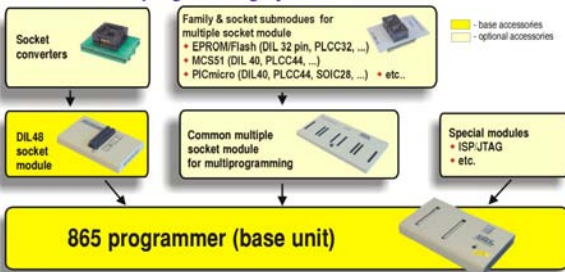 Socket
converters
Family & socket submodues for
multiple socket module
• EPROM/Flash (DIL 32 pin, PLCC32, ...)
• MCS51 (DIL 40, PLCC44, ...)
• PICmicro (DIL40, PLCC44, SOIC28, ...) • etc..
- base accessories
- optional accessories
DIL48
socket
module
Common multiple
socket module
for multiprogramming
Special modules
• ISP/JTAG
• etc.
865 programmer (base unit)